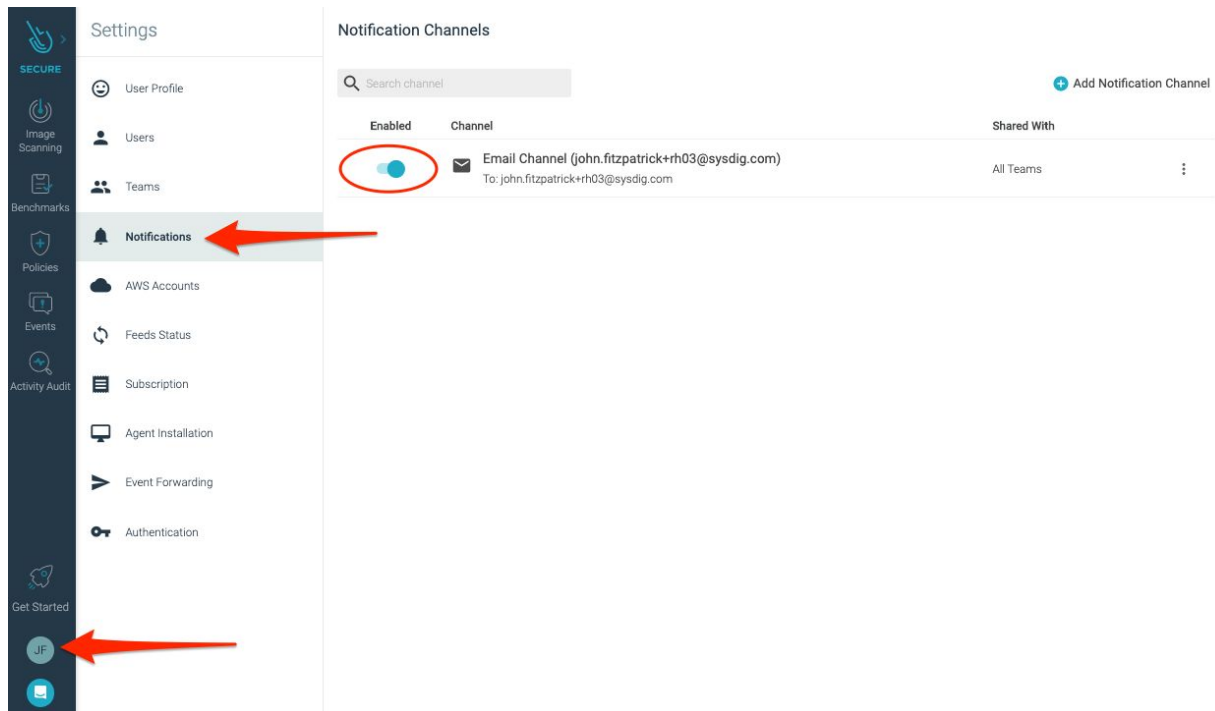 SECURE
Image
Scanning
Benchmarks
Policies
Events
Activity Audit
Get Started
JF
Settings
User Profile
Users
Teams
Notifications
AWS Accounts
Feeds Status
Subscription
Agent Installation
Event Forwarding
Authentication
Notification Channels
Search channel
Add Notification Channel
Enabled Channel Shared With
Email Channel (john.fitzpatrick+rh03@sysdig.com)
To: john.fitzpatrick+rh03@sysdig.com
All Teams